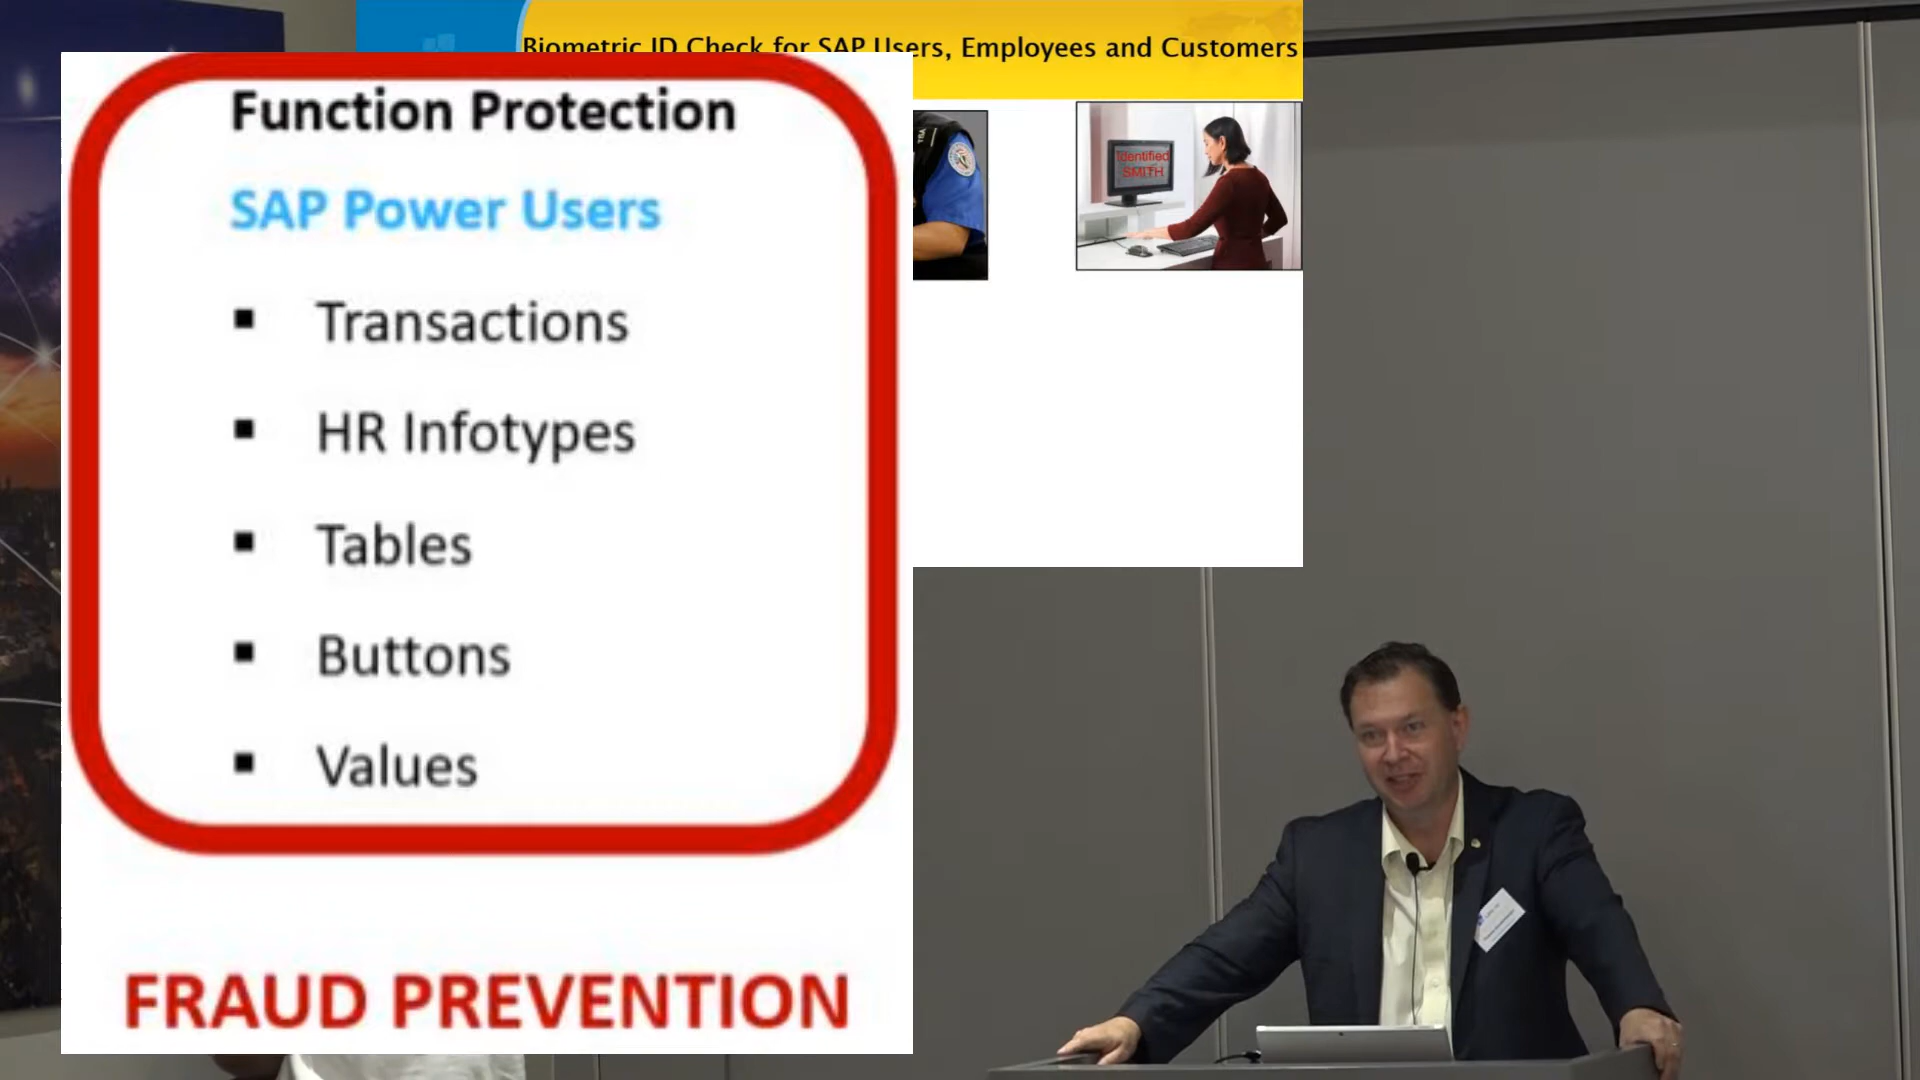 Biometric ID Check for SAP Users, Employees and Customers
Function Protection
SAP Power Users
▪ Transactions
▪ HR Infotypes
▪ Tables
▪ Buttons
▪ Values
FRAUD PREVENTION
Identified
SMITH